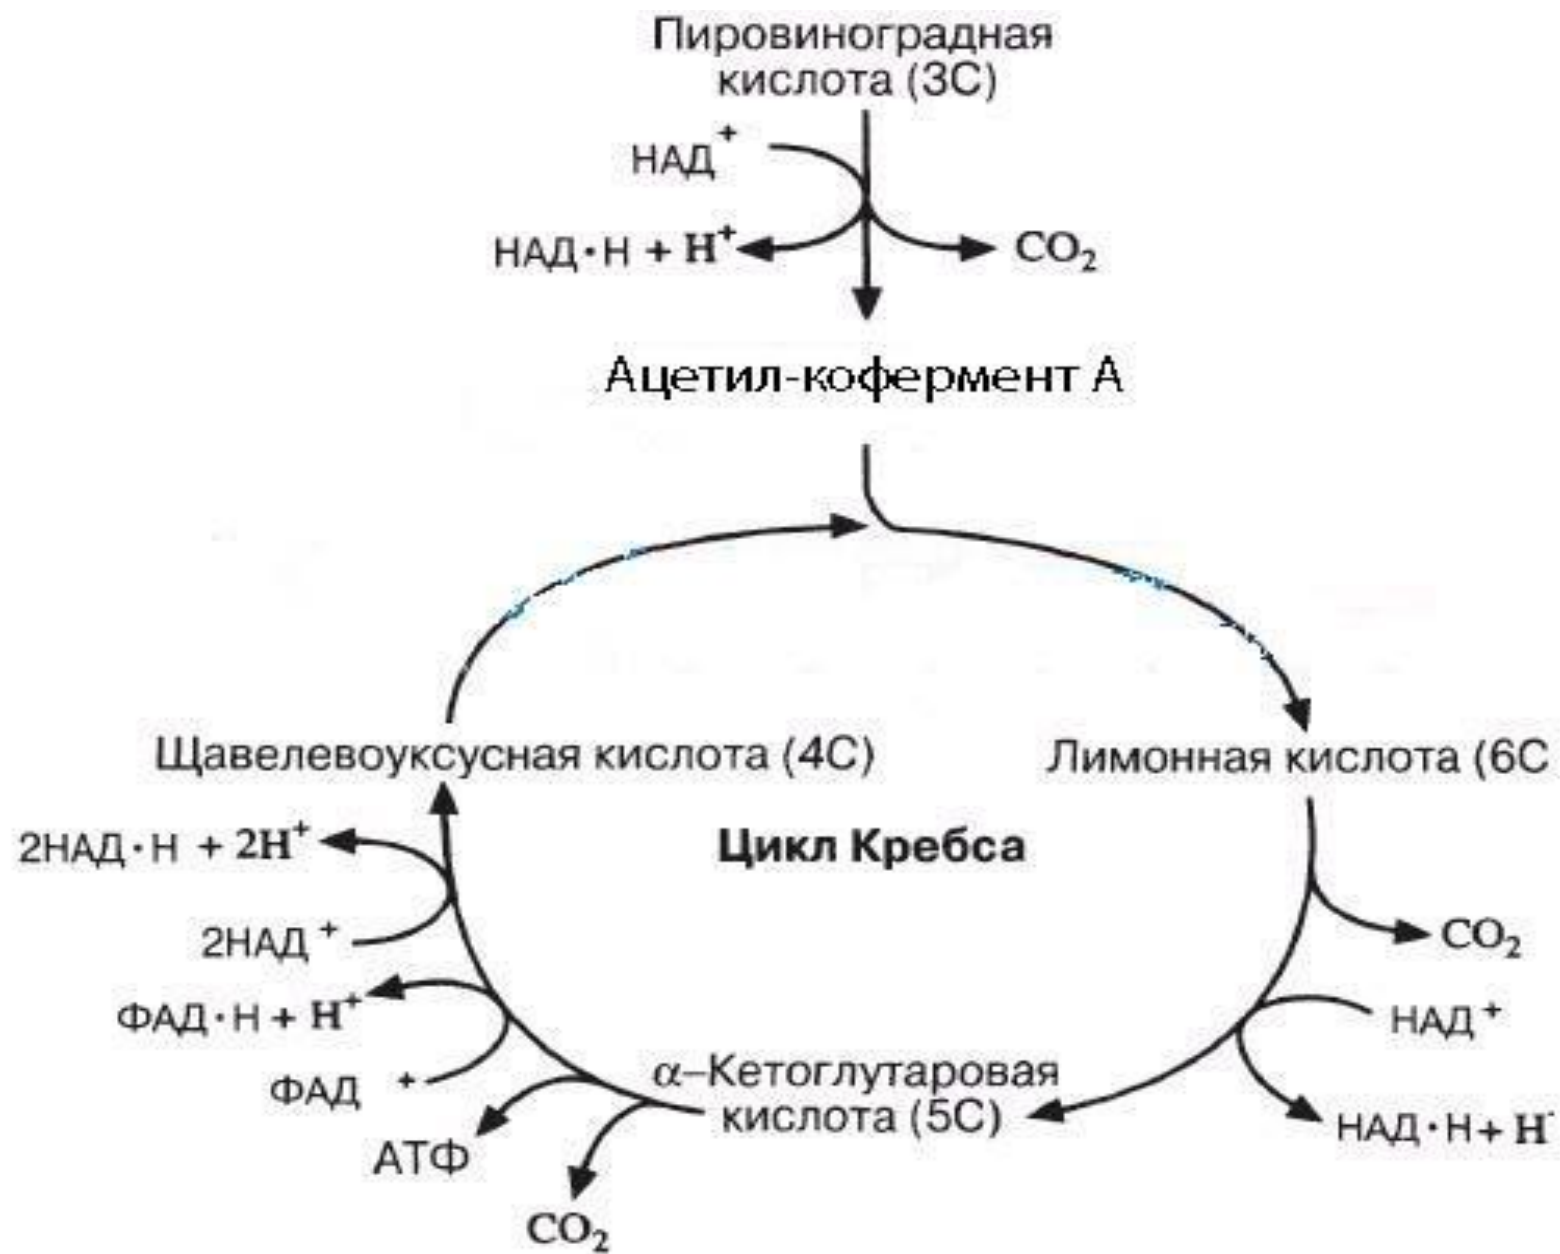 Пировиноградная
кислота (3С)
НАД+
НАД·Н + H+
CO2
Ацетил-кофермент А
Щавелевоуксусная кислота (4С)
Лимонная кислота (6С
Цикл Кребса
2НАД·Н + 2H+
2НАД+
CO2
ФАД·Н + H+
НАД+
ФАД +
α–Кетоглутаровая
кислота (5С)
НАД·Н + H
АТФ
CO2